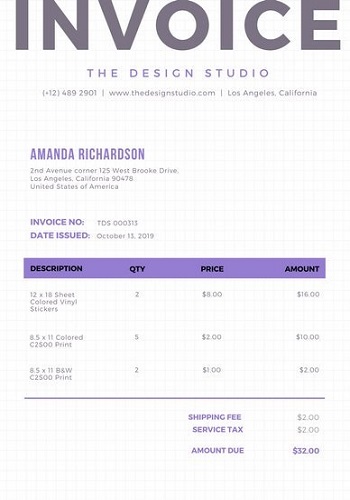 INVOICE
THE DESIGN STUDIO
(+12) 489 2901 | www.thedesignstudio.com | Los Angeles, California
AMANDA RICHARDSON
2nd Avenue corner 125 West Brooke Drive,
Los Angeles, California 90478
United States of America
INVOICE NO: TDS 000313
DATE ISSUED: October 13, 2019
DESCRIPTION QTY PRICE AMOUNT
12 x 18 Sheet 2 $8.00 $16.00
Colored Vinyl
Stickers
8.5 x 11 Colored 5 $2.00 $10.00
C2S00 Print
8.5 x 11 B&W 2 $1.00 $2.00
C2S00 Print
SHIPPING FEE $2.00
SERVICE TAX $2.00
AMOUNT DUE $32.00